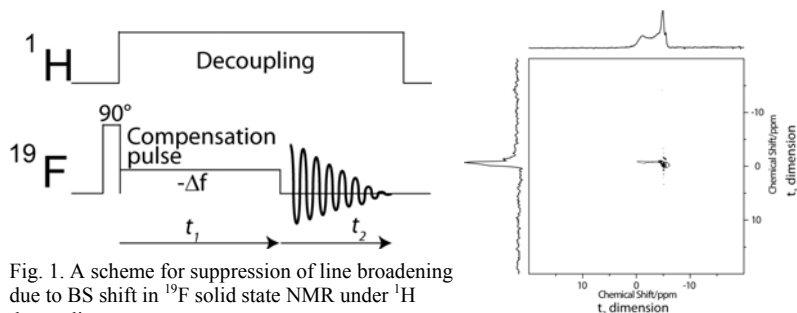 ¹H
Decoupling
90°
¹⁹F
Compensation
pulse
-Δf
t₁
t₂
Fig. 1. A scheme for suppression of line broadening
due to BS shift in ¹⁹F solid state NMR under ¹H
-10
0
10
Chemical Shift/ppm
t, dimension
10
0
-10
Chemical Shift/ppm
t, dimension